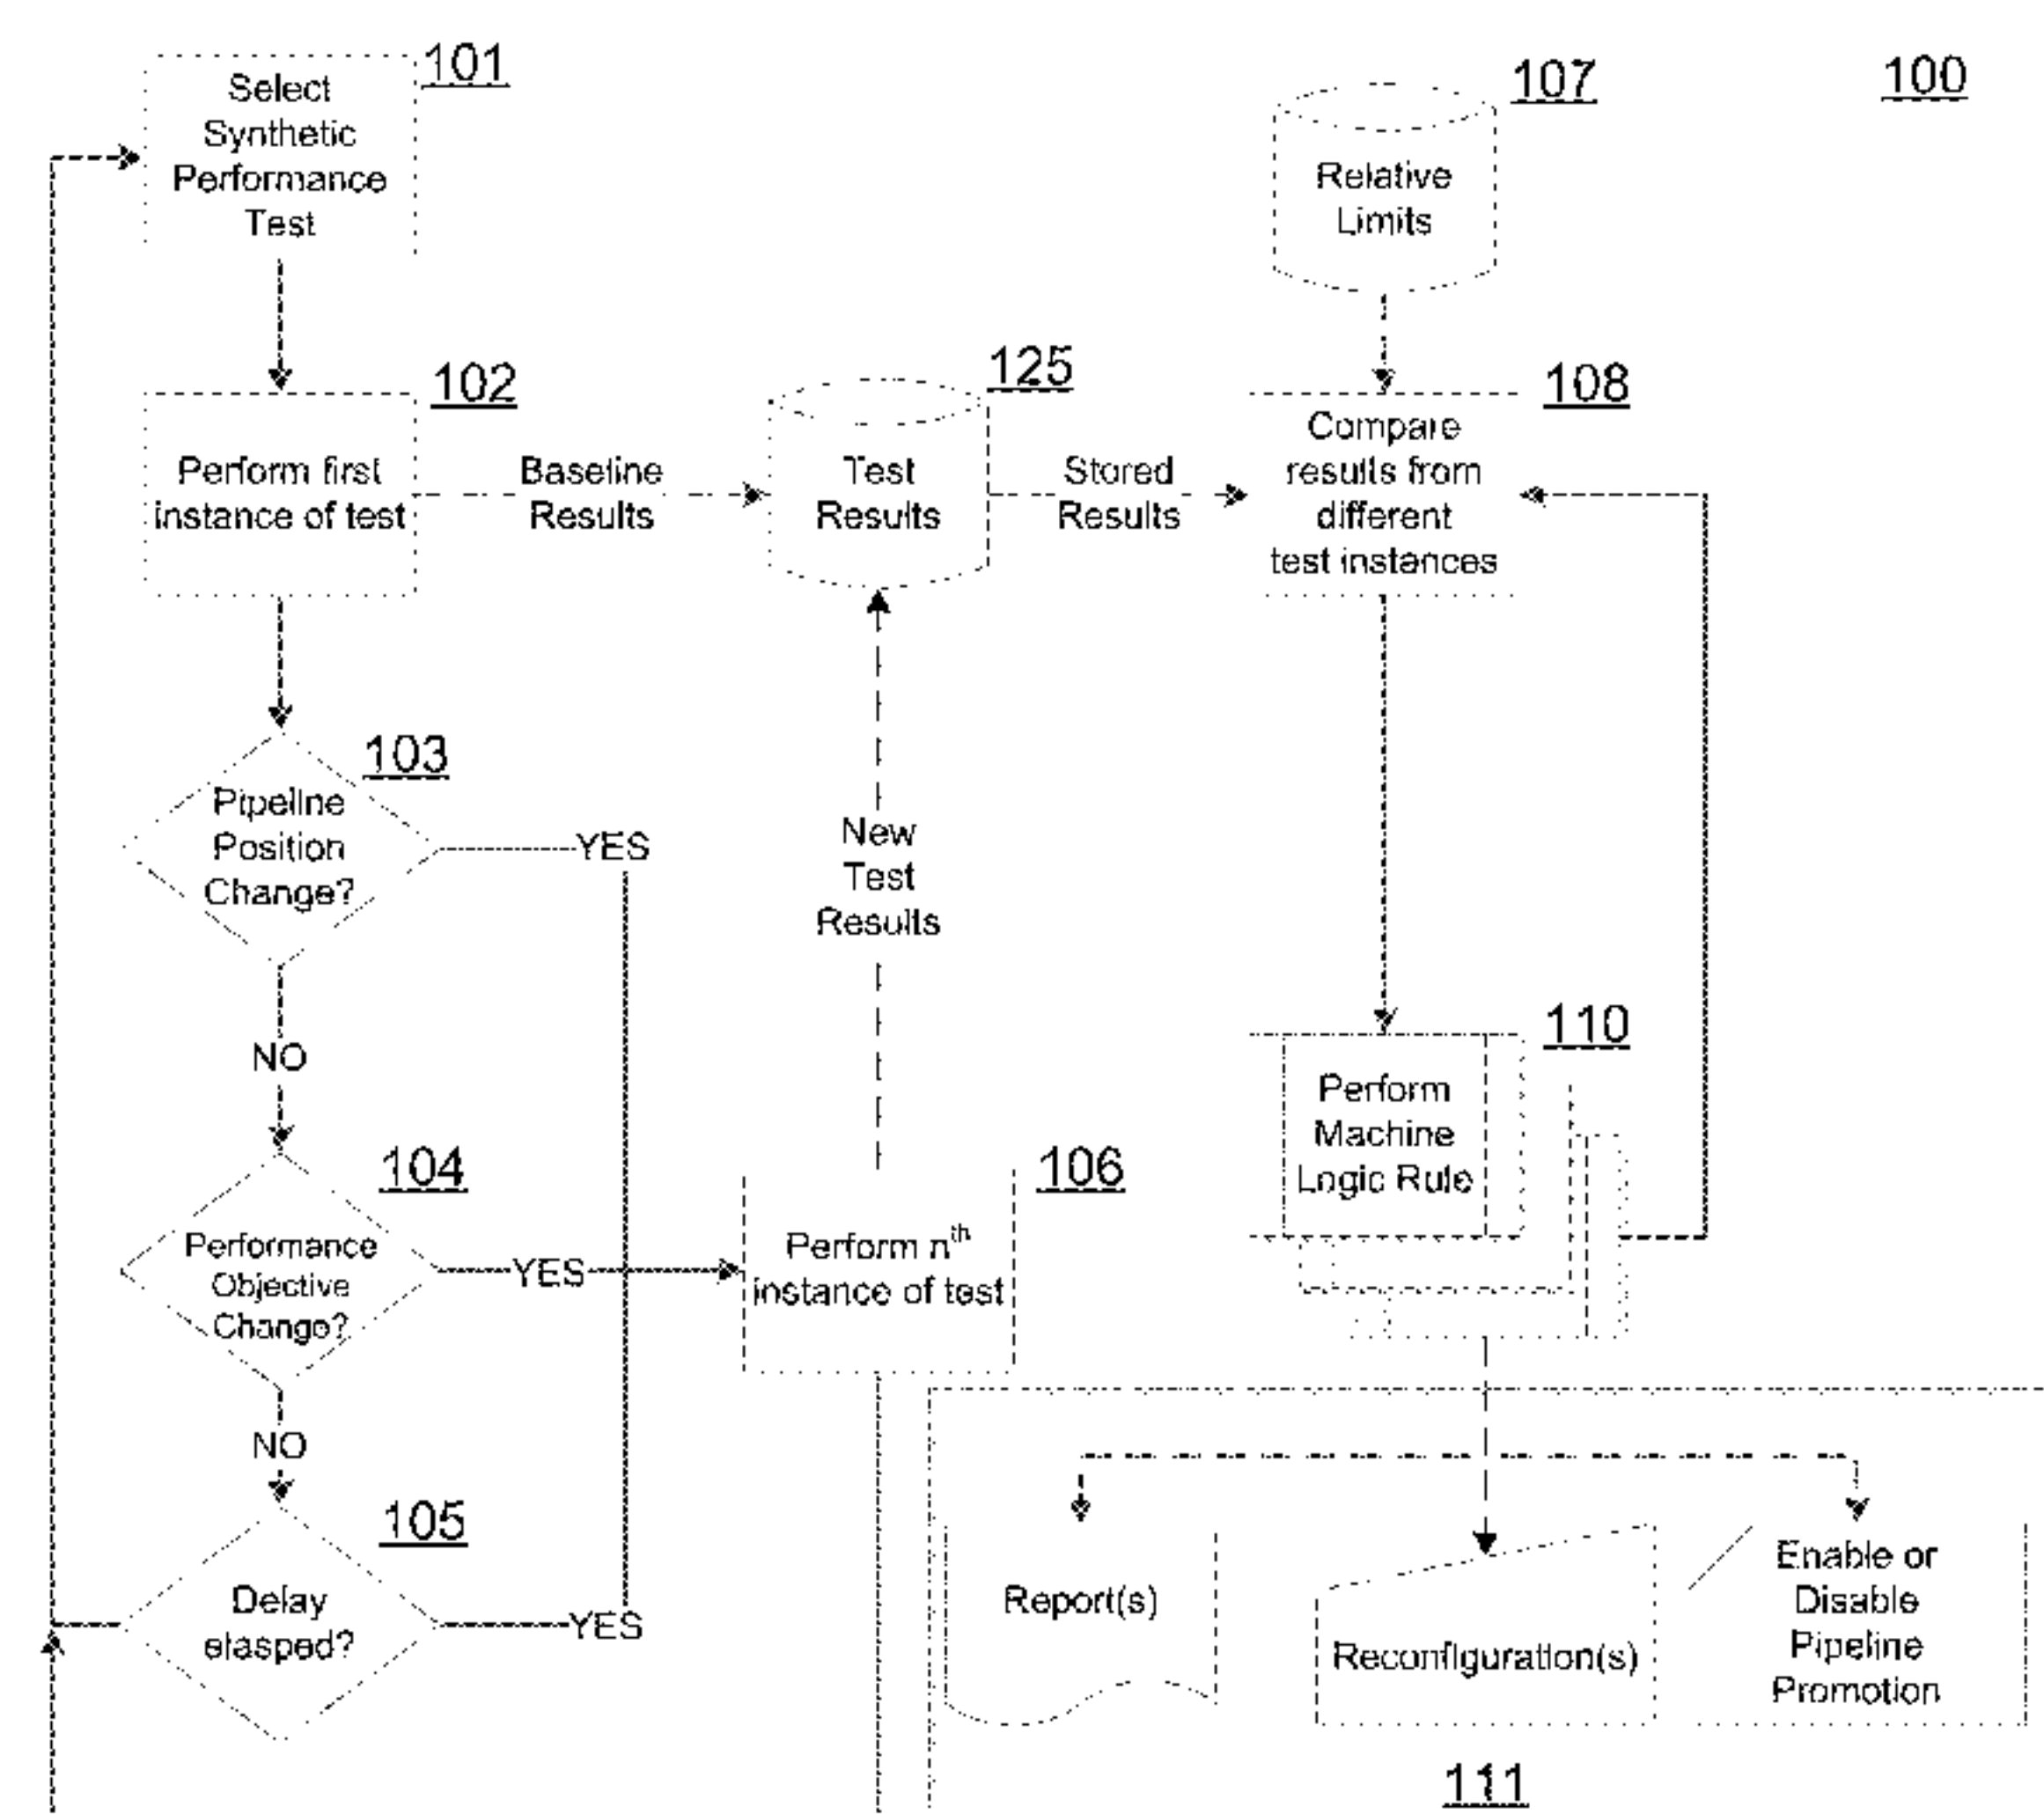 101
Select
Synthetic
Performance
Test
107
Relative
Limits
100
102
Perform first
instance of test
Baseline
Results
125
Test
Results
Stored
Results
108
Compare
results from
different
test instances
103
Pipeline
Position
Change?
YES
NO
New
Test
Results
104
Performance
Objective
Change?
YES
NO
106
Perform nth
instance of test
110
Perform
Machine
Logic Rule
105
Delay
elasped?
YES
Report(s)
Reconfiguration(s)
Enable or
Disable
Pipeline
Promotion
111